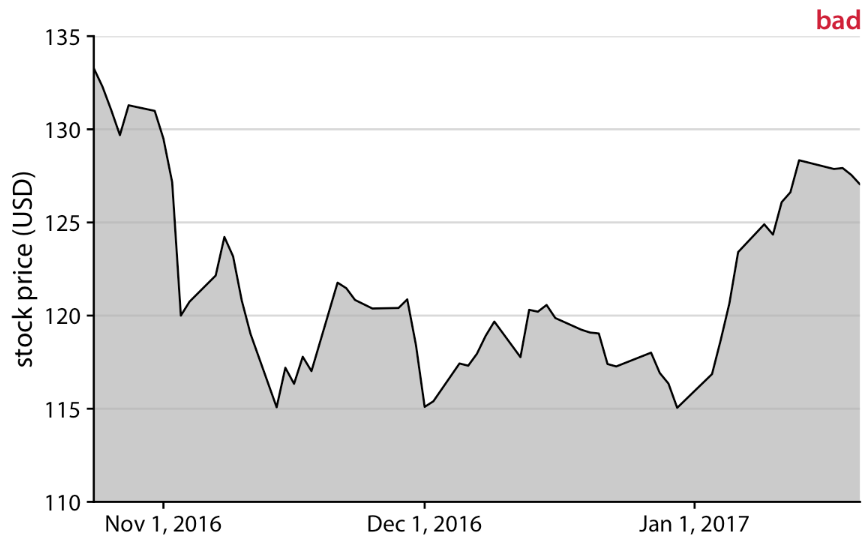 bad
135
130
125
120
115
110
stock price (USD)
Nov 1, 2016
Dec 1, 2016
Jan 1, 2017